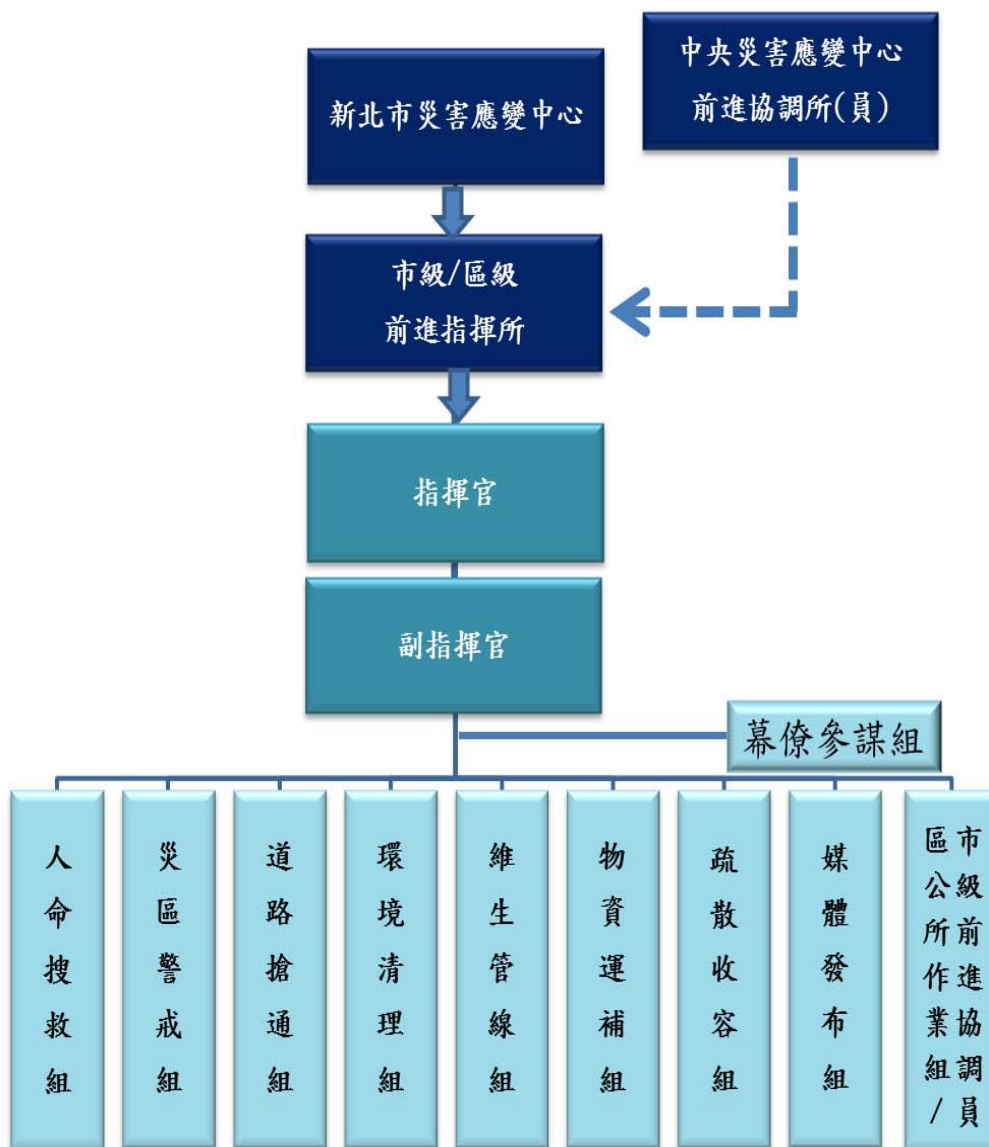 新北市災害應變中心
中央災害應變中心
前進協調所(員)
市級/區級
前進指揮所
指揮官
副指揮官
幕僚參謀組
人命搜救組
災區警戒組
道路搶通組
環境清理組
維生管線組
物資運補組
疏散收容組
媒體發布組
市級前進協調員
區公所作業組/